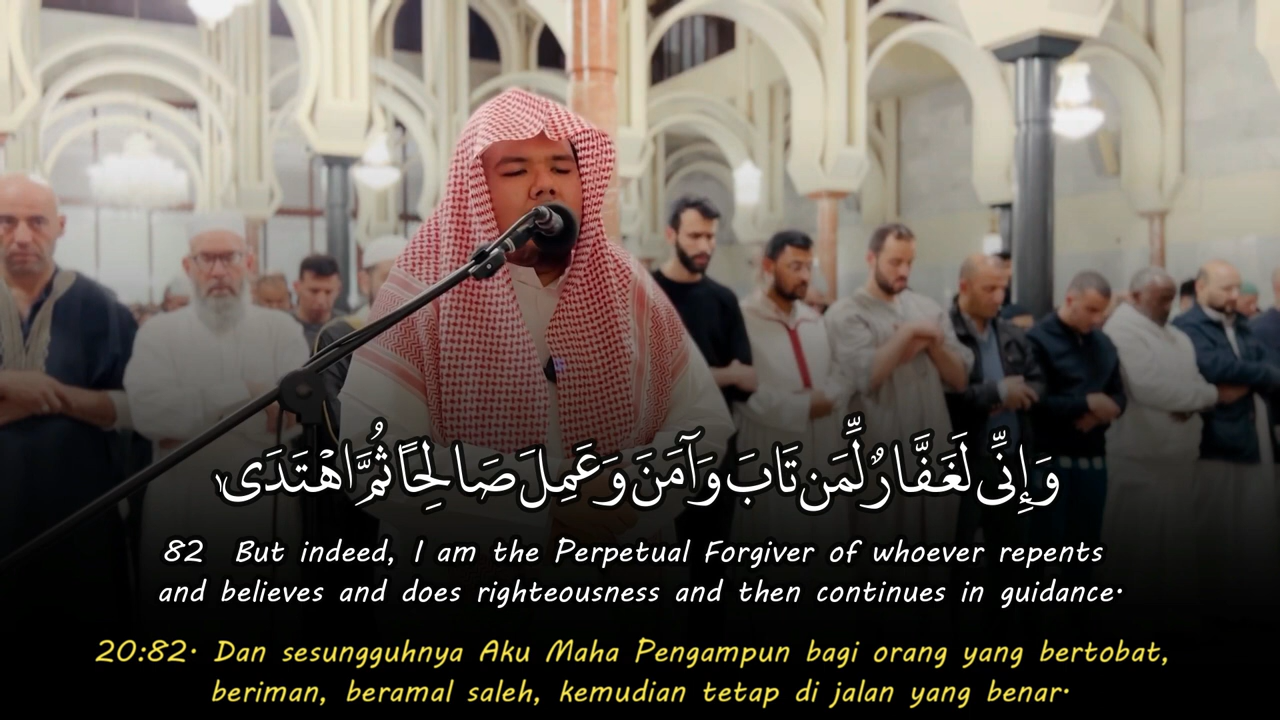 وَإِنِّي لَغَفَّارٌ لِّمَن تَابَ وَآمَنَ وَعَمِلَ صَالِحًا ثُمَّ اهْتَدَى
82 But indeed, I am the Perpetual Forgiver of whoever repents
and believes and does righteousness and then continues in guidance.
20:82. Dan sesungguhnya Aku Maha Pengampun bagi orang yang bertobat,
beriman, beramal saleh, kemudian tetap di jalan yang benar.